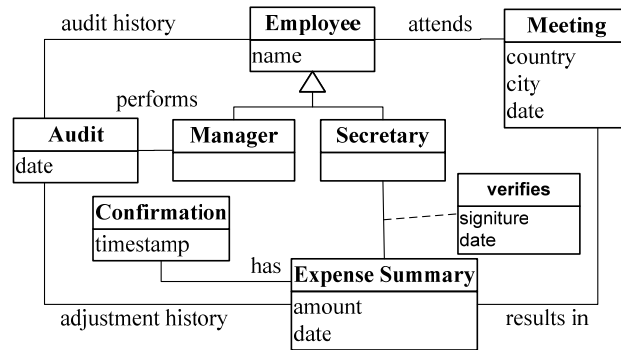 audit history
Employee
name
attends
Meeting
country
city
date
performs
Audit
date
Manager
Secretary
Confirmation
timestamp
verifies
signiture
date
has
Expense Summary
amount
date
adjustment history
results in